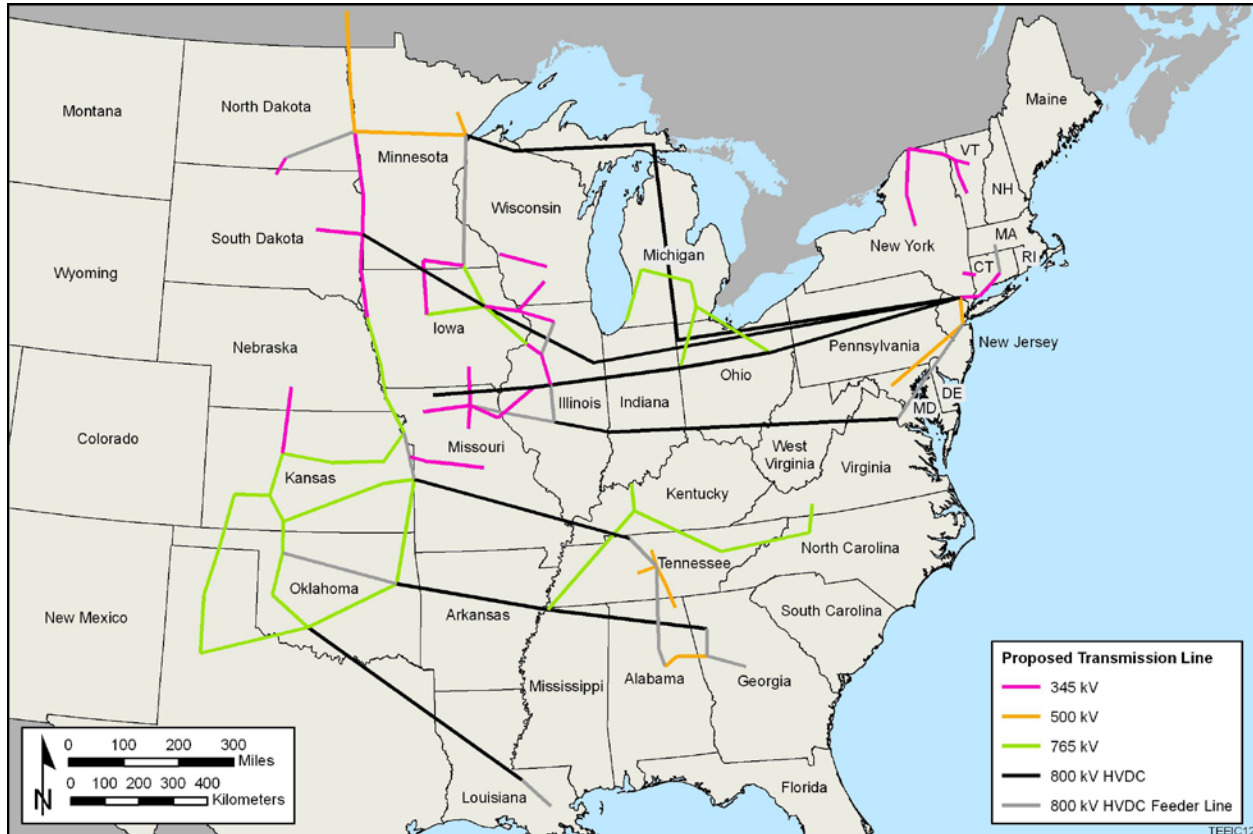 Maine
Montana
North Dakota
Minnesota
VT
NH
Wisconsin
MA
South Dakota
Michigan
New York
RI
CT
Wyoming
Iowa
Nebraska
Pennsylvania
New Jersey
Ohio
Illinois
Indiana
DE
MD
Colorado
Missouri
West
Virginia
Virginia
Kansas
Kentucky
North Carolina
Tennessee
Oklahoma
New Mexico
Arkansas
South Carolina
Mississippi
Alabama
Georgia
Texas
Louisiana
Florida
Proposed Transmission Line
345 kV
500 kV
765 kV
800 kV HVDC
800 kV HVDC Feeder Line
N
0 100 200 300
Miles
0 100 200 300 400
Kilometers
TEEIC12